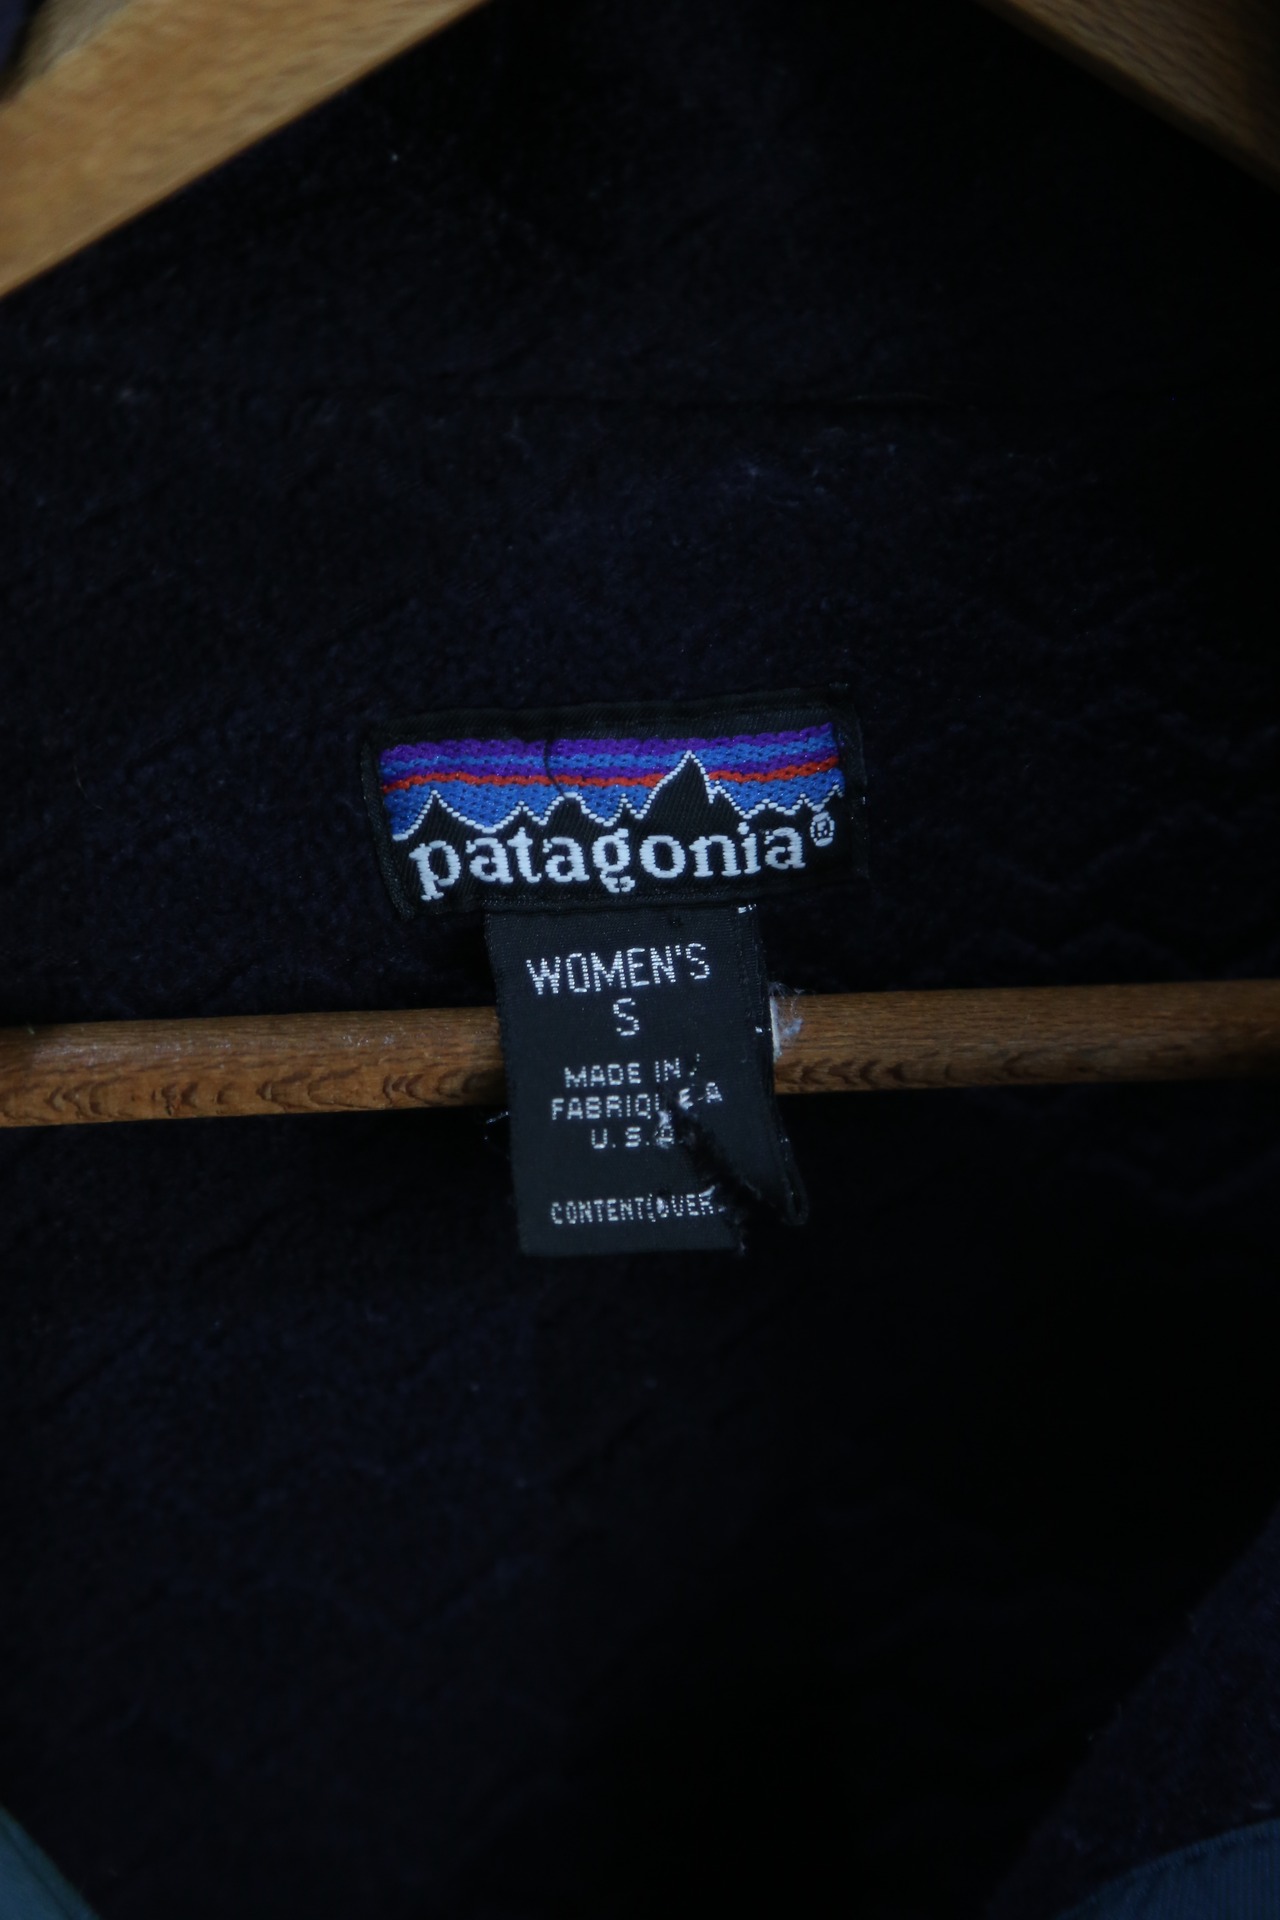 patagonia®
WOMEN'S
S
MADE IN/
FABRIQUE A
U.S.A
CONTENT(OVER)